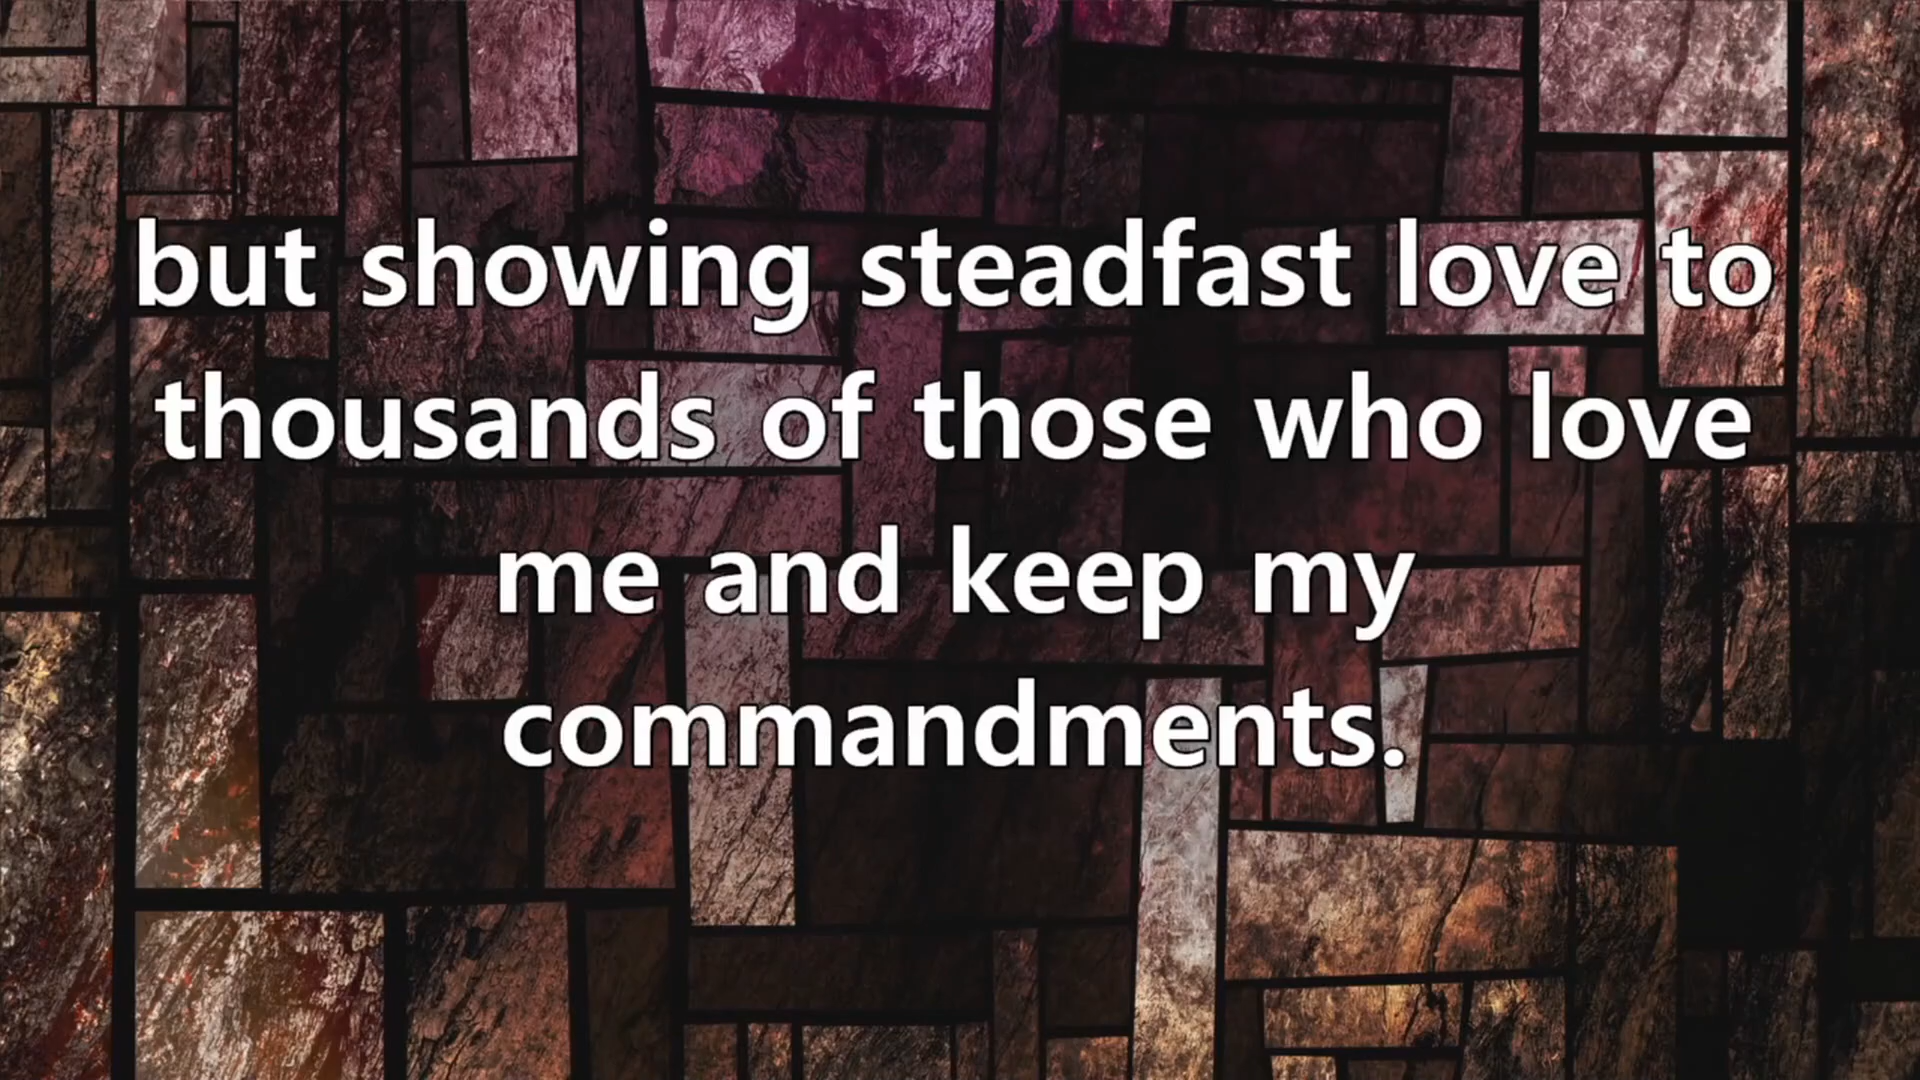 but showing steadfast love to
thousands of those who love
me and keep my
commandments.